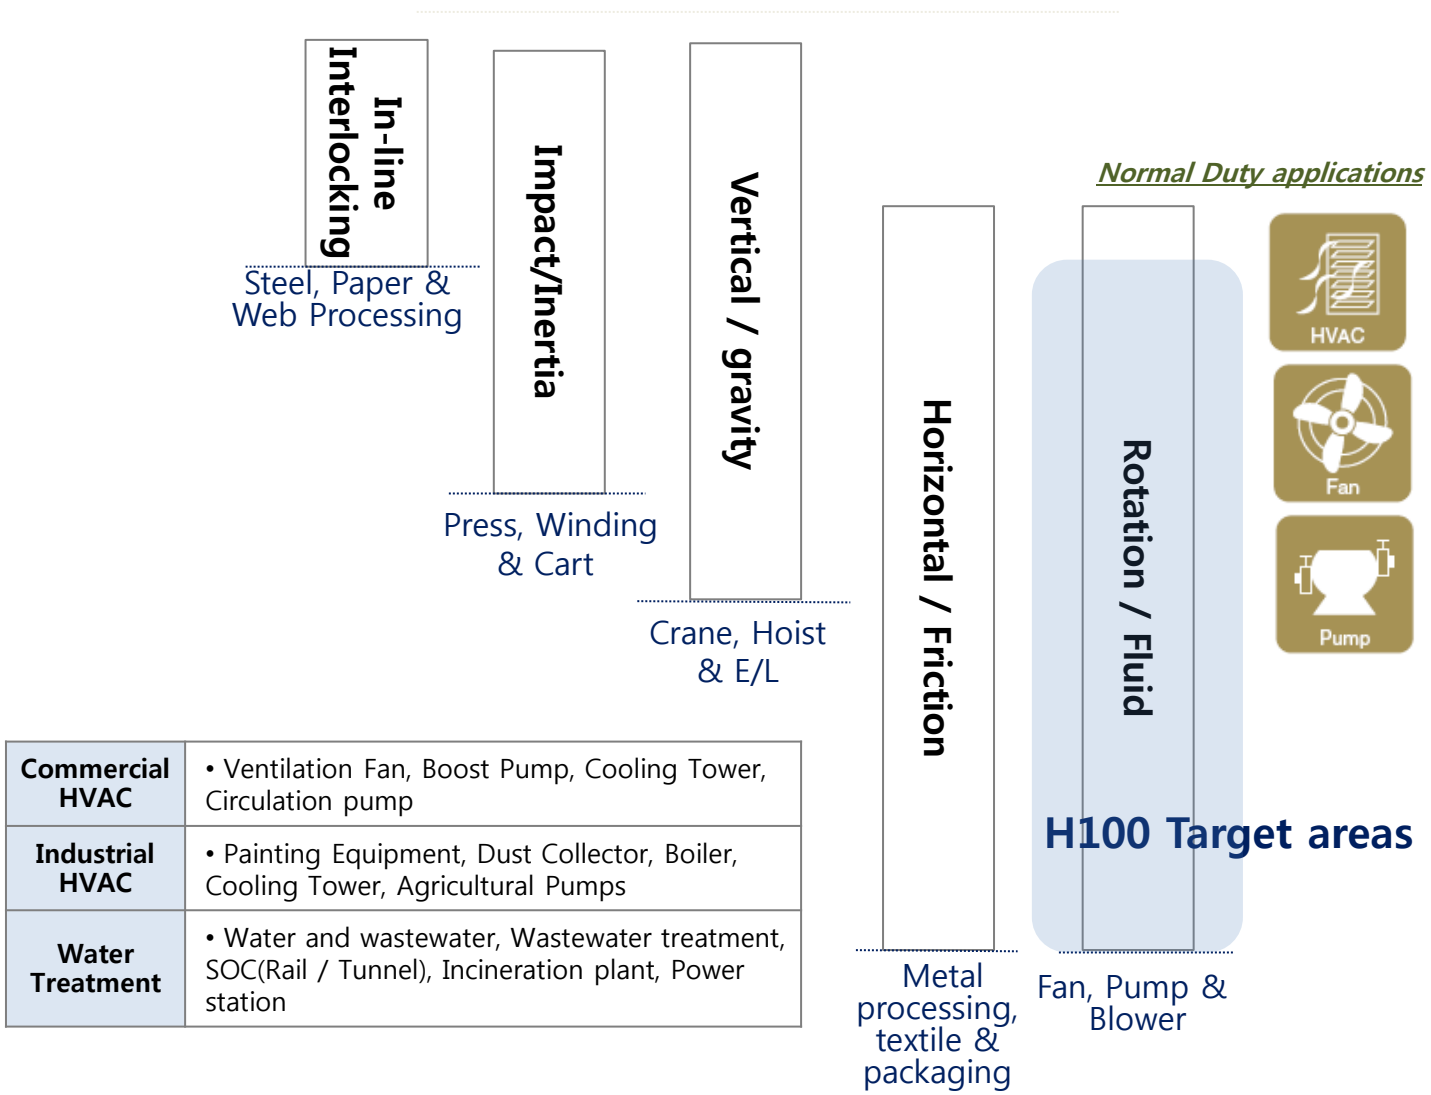 In-line
Interlocking
Steel, Paper &
Web Processing
Impact/Inertia
Press, Winding
& Cart
Vertical / gravity
Crane, Hoist
& E/L
Horizontal / Friction
Metal
processing,
textile &
packaging
Normal Duty applications
Rotation / Fluid
H100 Target areas
Fan, Pump &
Blower
HVAC
Fan
Pump
Commercial
HVAC
• Ventilation Fan, Boost Pump, Cooling Tower,
Circulation pump
Industrial
HVAC
• Painting Equipment, Dust Collector, Boiler,
Cooling Tower, Agricultural Pumps
Water
Treatment
• Water and wastewater, Wastewater treatment,
SOC(Rail / Tunnel), Incineration plant, Power
station